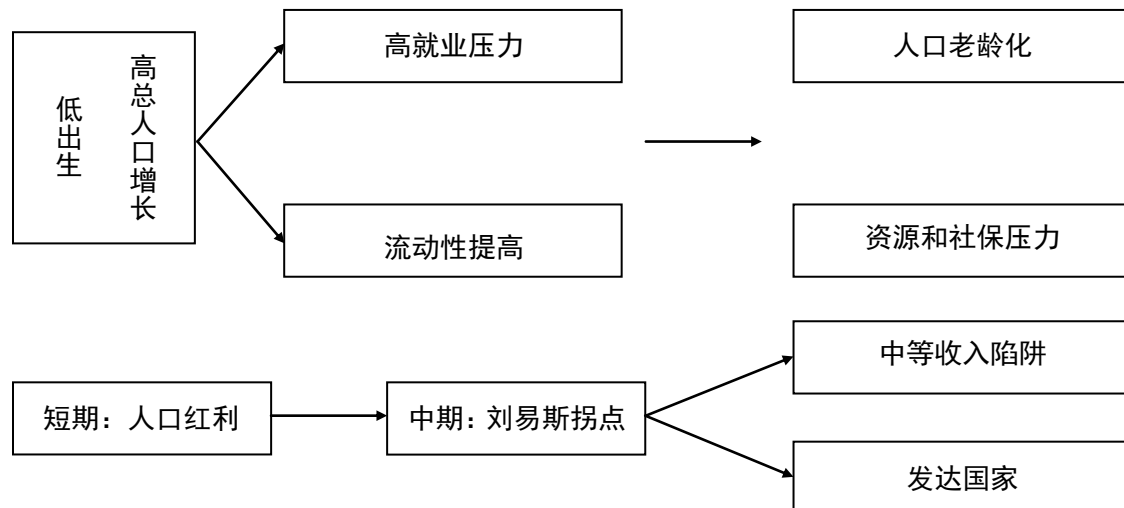 低出生
高总人口增长
高就业压力
人口老龄化
流动性提高
资源和社保压力
中等收入陷阱
短期：人口红利
中期：刘易斯拐点
发达国家